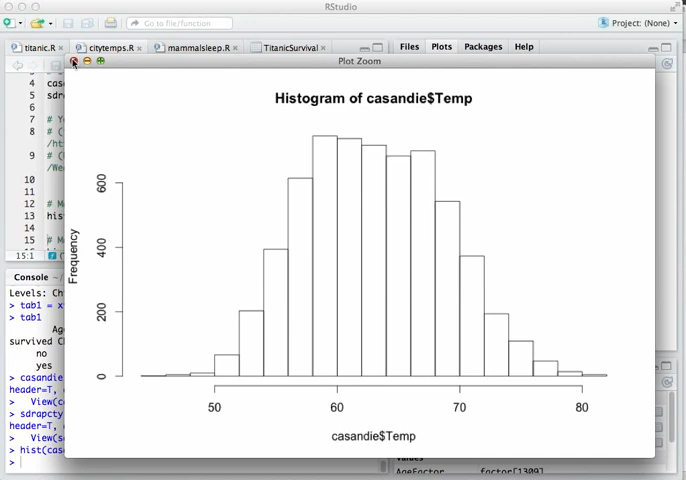 RStudio
Go to file/function
Project: (None)
titanic.R
citytemps.R
mammalsleep.R
TitanicSurvival
Files
Plots
Packages
Help
Plot Zoom
4
5
7
8
9
10
11
12
13
14
15
cas
sdr
# Y
# (
/ht
# (
/We
# M
his
# M
15:1
Histogram of casandie$Temp
Frequency
0
200
400
600
50
60
70
80
casandie$Temp
Console
Levels: Ch
> tab1 = x
> tab1
Ag
survived C
no
yes
> casandie
header=T,
> View(c
> sdrapcty
header=T,
> View(s
> hist(cas
>
Values
AgeFactor
factor[1309]